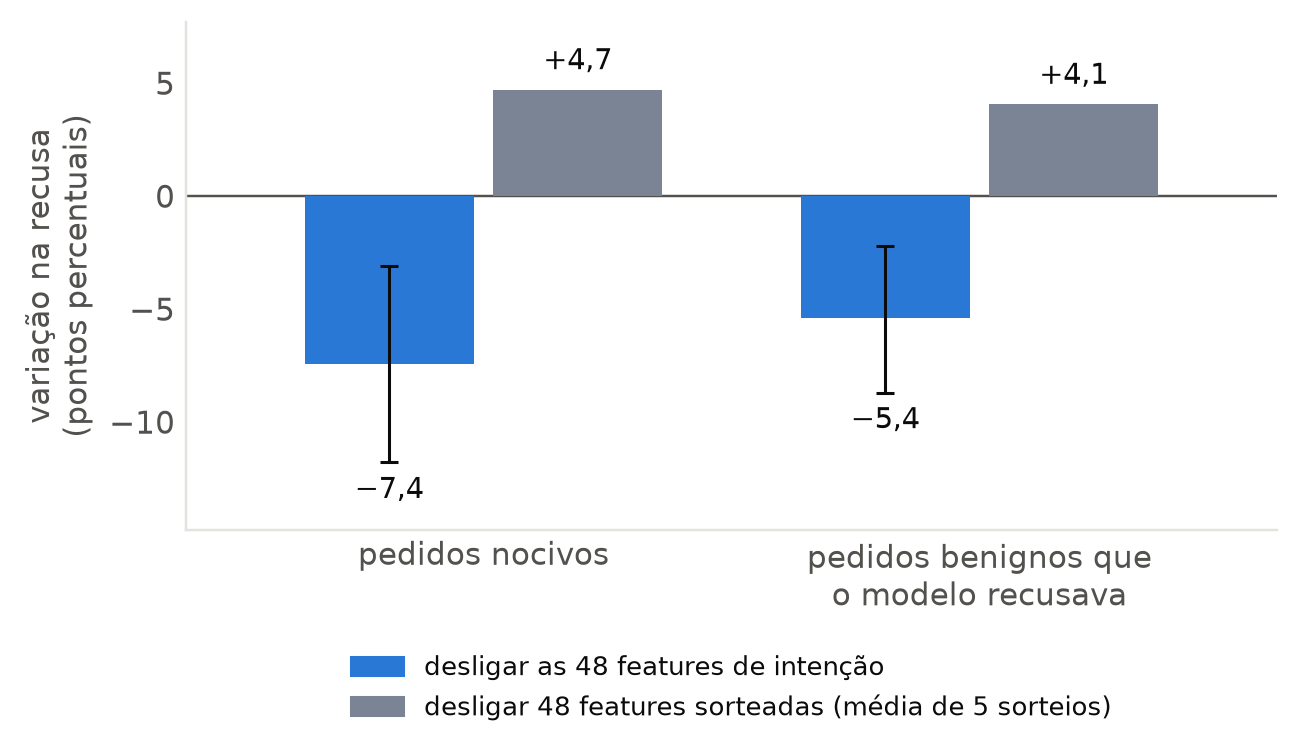 +4,7
+4,1
5
0
−5
−10
variação na recusa
(pontos percentuais)
−7,4
−5,4
pedidos nocivos
pedidos benignos que
o modelo recusava
desligar as 48 features de intenção
desligar 48 features sorteadas (média de 5 sorteios)